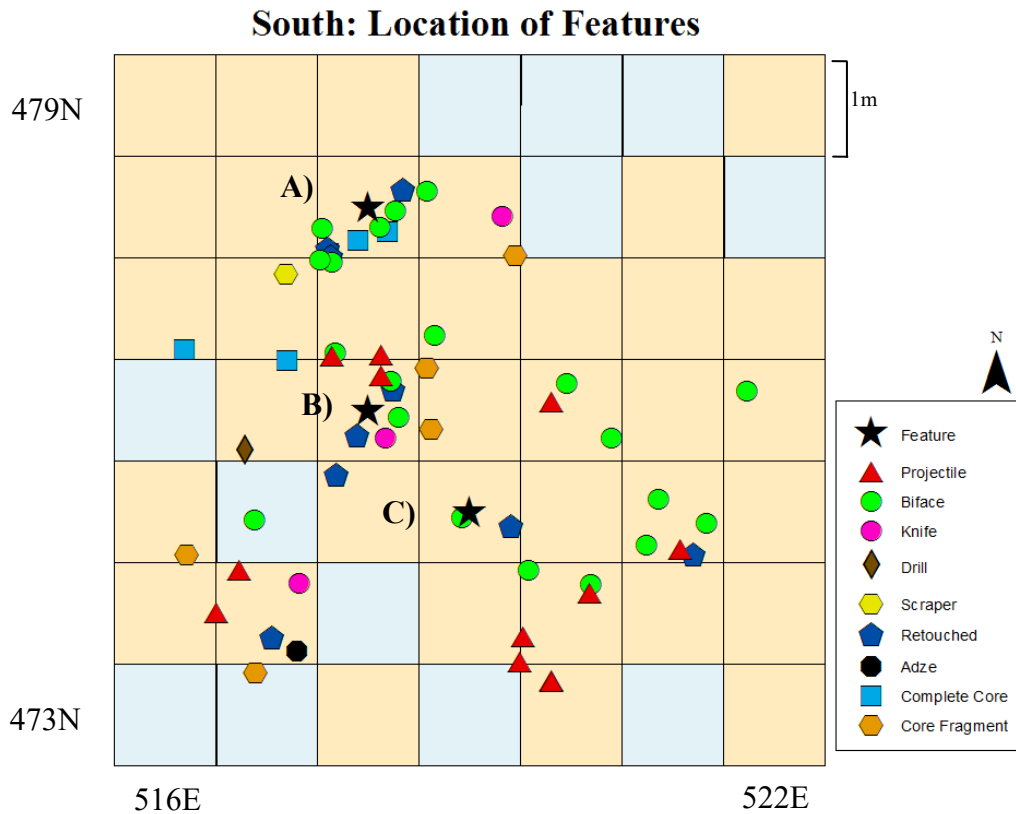 South: Location of Features
479N
1m
A)
N
B)
Feature
Projectile
C)
Biface
Knife
Drill
Scraper
Retouched
Adze
Complete Core
473N
Core Fragment
516E
522E